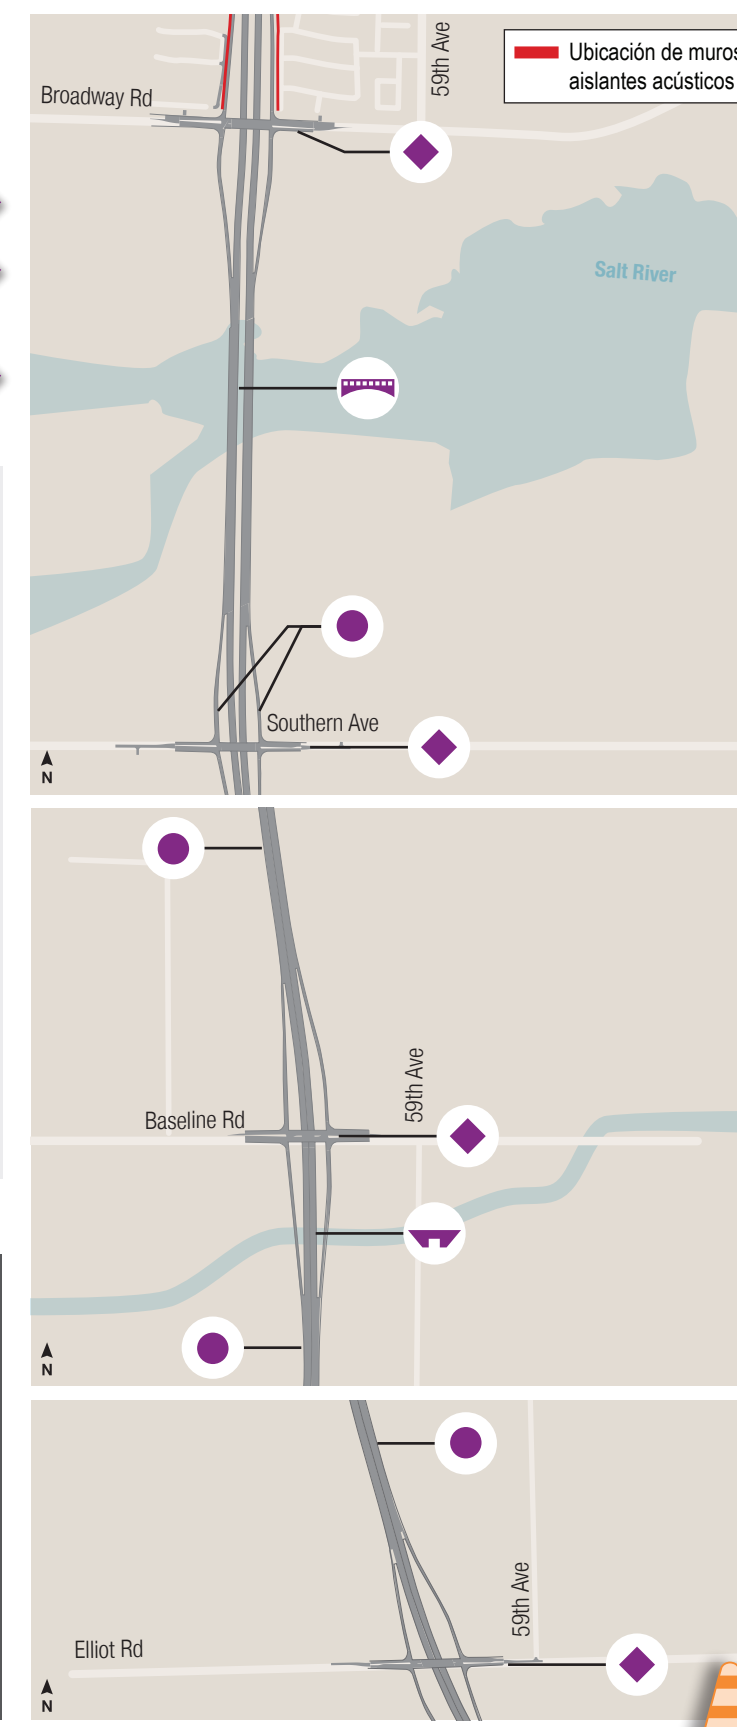 59th Ave
Ubicación de muros
aislantes acústicos
Broadway Rd
Salt River
Southern Ave
N
59th Ave
Baseline Rd
N
59th Ave
Elliot Rd
N